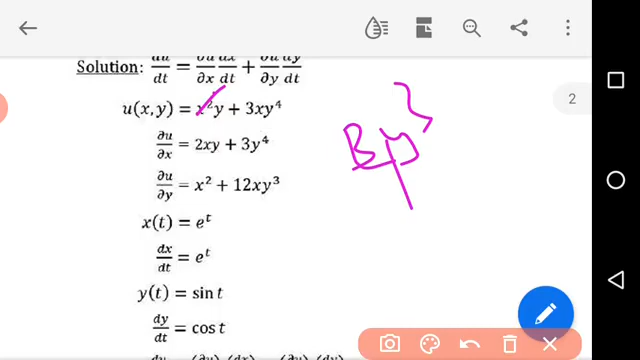 Solution: du/dt = ∂u/∂x dx/dt + ∂u/∂y dy/dt
u(x, y) = x²y + 3xy⁴
∂u/∂x = 2xy + 3y⁴
2
∂u/∂y = x² + 12xy³
x(t) = eᵗ
dx/dt = eᵗ
y(t) = sin t
dy/dt = cos t